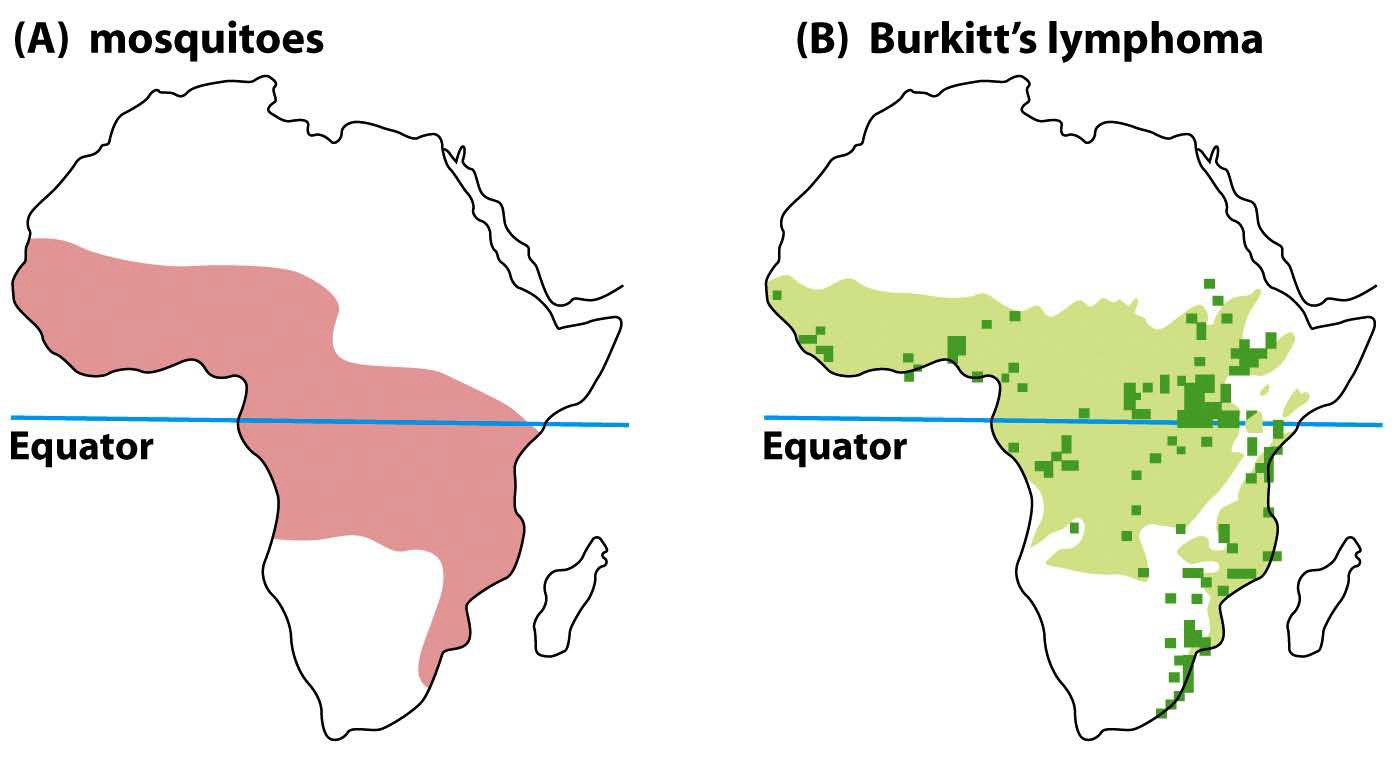 (A) mosquitoes
(B) Burkitt’s lymphoma
Equator
Equator